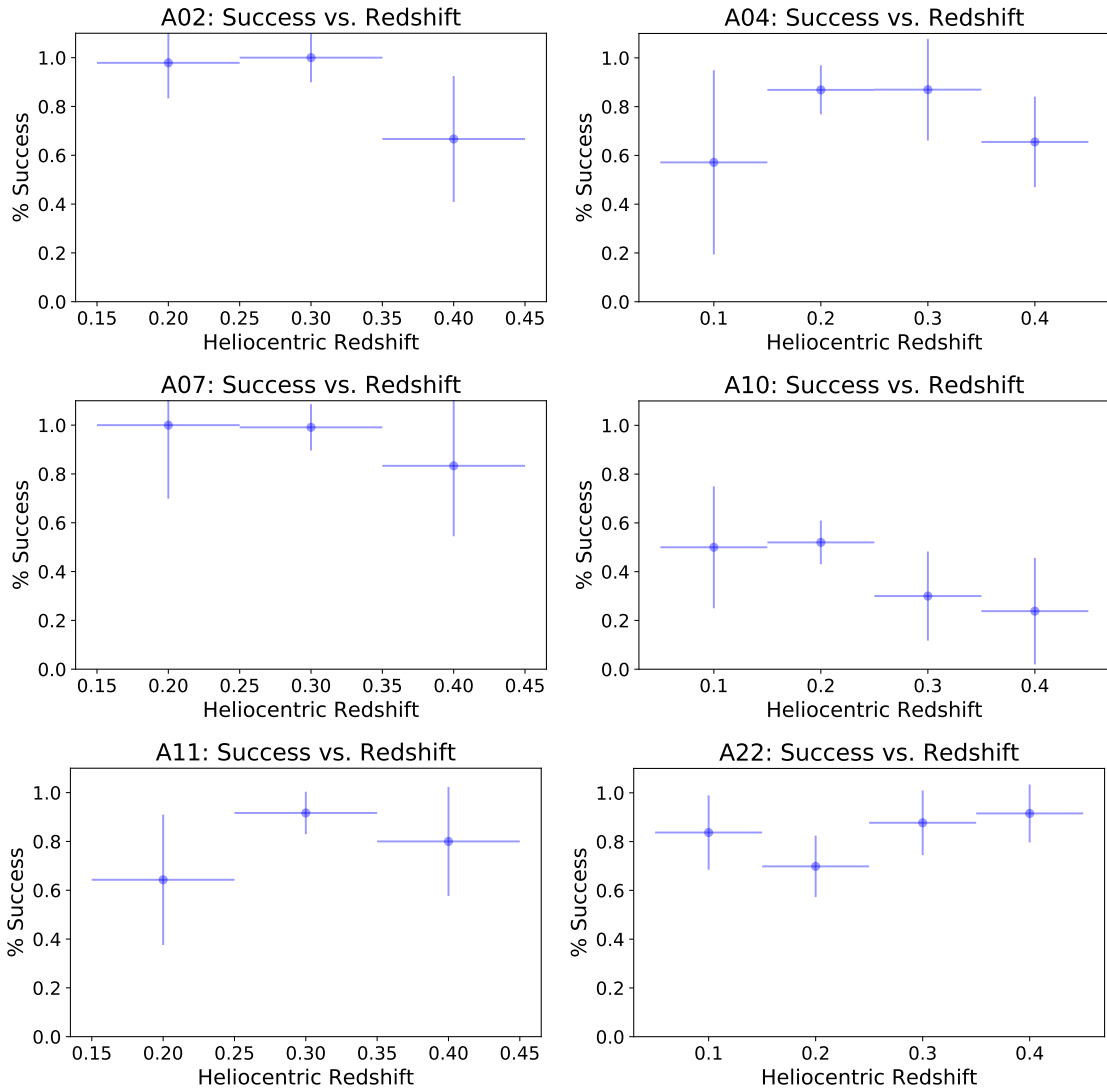 A02: Success vs. Redshift
% Success
1.0
0.8
0.6
0.4
0.2
0.0
0.15 0.20 0.25 0.30 0.35 0.40 0.45
Heliocentric Redshift
A04: Success vs. Redshift
% Success
1.0
0.8
0.6
0.4
0.2
0.0
0.1 0.2 0.3 0.4
Heliocentric Redshift
A07: Success vs. Redshift
% Success
1.0
0.8
0.6
0.4
0.2
0.0
0.15 0.20 0.25 0.30 0.35 0.40 0.45
Heliocentric Redshift
A10: Success vs. Redshift
% Success
1.0
0.8
0.6
0.4
0.2
0.0
0.1 0.2 0.3 0.4
Heliocentric Redshift
A11: Success vs. Redshift
% Success
1.0
0.8
0.6
0.4
0.2
0.0
0.15 0.20 0.25 0.30 0.35 0.40 0.45
Heliocentric Redshift
A22: Success vs. Redshift
% Success
1.0
0.8
0.6
0.4
0.2
0.0
0.1 0.2 0.3 0.4
Heliocentric Redshift